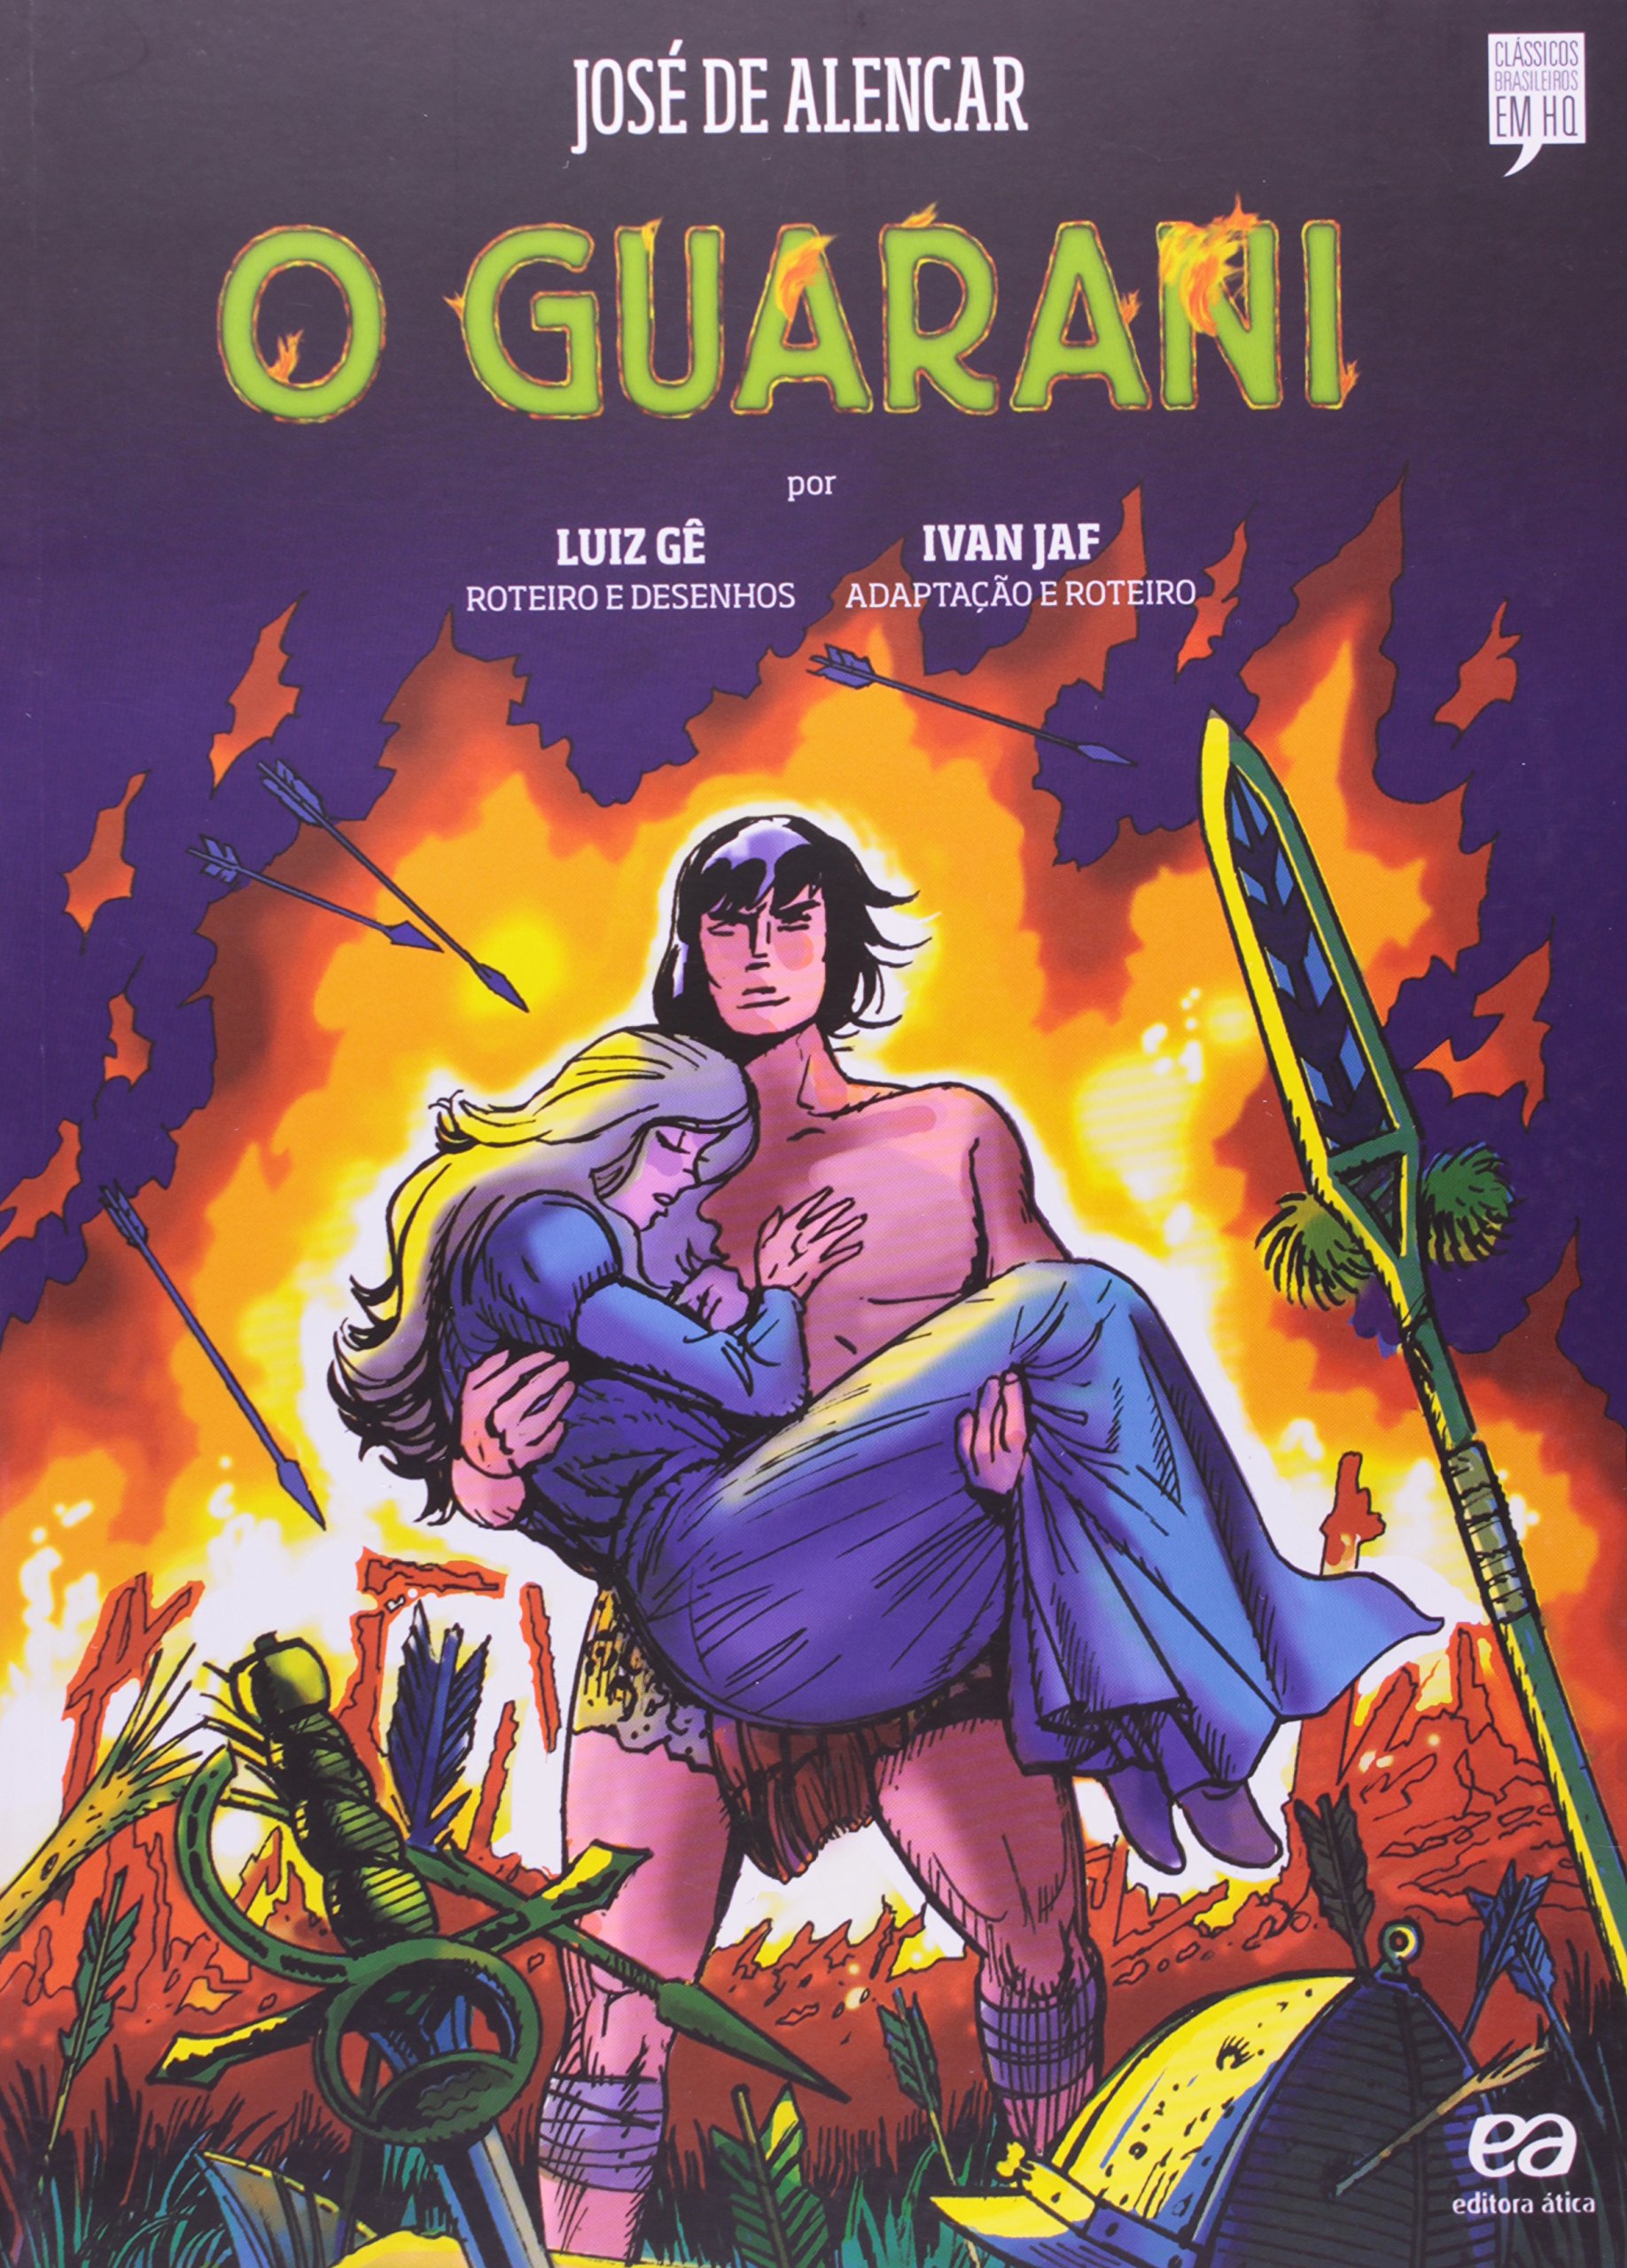 JOSÉ DE ALENCAR
CLÁSSICOS
BRASILEIROS
EM HQ
O GUARANI
por
LUIZ GÊ
ROTEIRO E DESENHOS
IVAN JAF
ADAPTAÇÃO E ROTEIRO
ea
editora ática